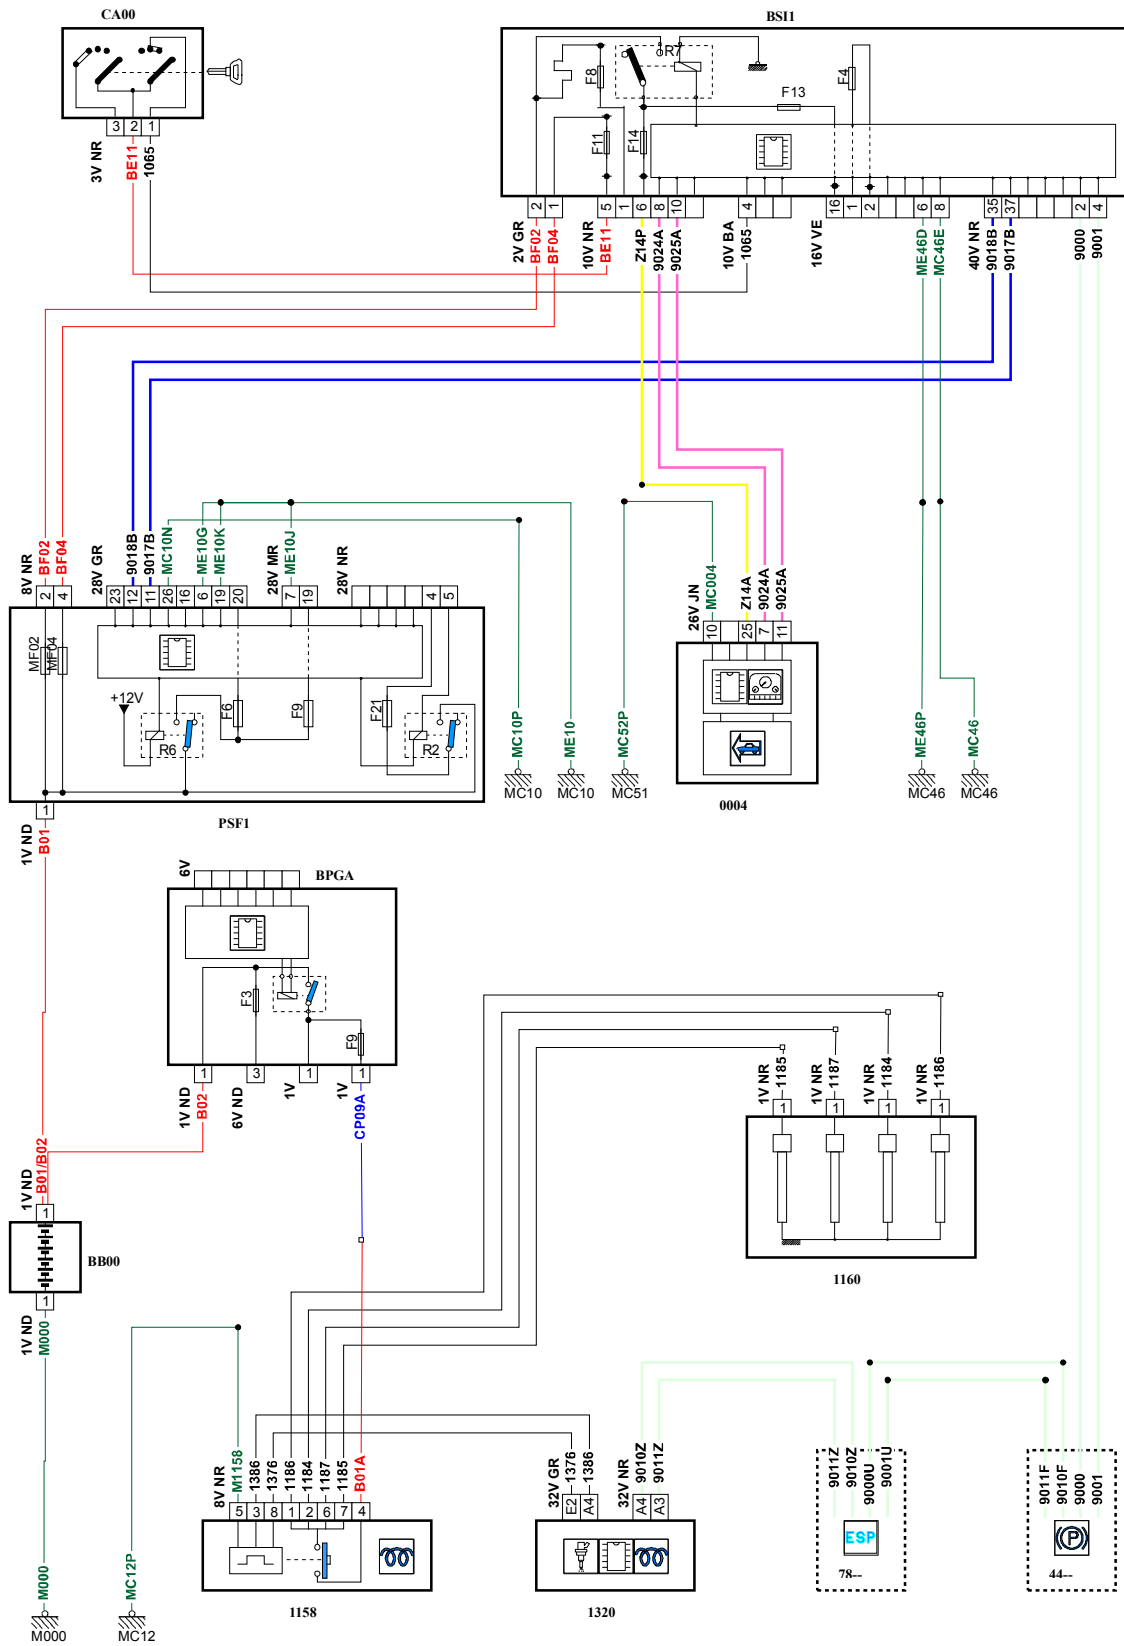 CA00
BSI1
R7
F8
F4
F13
F11
F14
3 2 1
3V NR
BE11
1065
2 1
5 1 6 8 10
4
16 1 2
6 8
35 37
2 4
2V GR
BF02
BF04
10V NR
BE11
Z14P
9024A
9025A
10V BA
1065
16V VE
ME46D
MC46E
40V NR
9018B
9017B
9000
9001
8V NR
BF02
BF04
28V GR
9018B
9017B
MC10N
ME10G
ME10K
28V MR
ME10J
28V NR
2 4
23 12 11 26 16 6 19 20
7 19
4 5
MF02
MF04
+12V
R6
F6
F9
F21
R2
PSF1
1
1V ND
B01
MC10P
ME10
MC52P
MC10
MC10
MC51
26V JN
MC004
Z14A
9024A
9025A
10 25 7 11
0004
ME46P
MC46
MC46
MC46
6V
BPGA
F3
F9
1 3 1 1
1V ND
B02
6V ND
1V
1V
CP09A
1V ND
B01/B02
1
BB00
1
1V ND
M000
M000
M000
MC12P
MC12
1V NR
1185
1V NR
1187
1V NR
1184
1V NR
1186
1 1 1 1
1160
8V NR
M1158
1386
1376
1186
1184
1187
1185
B01A
5 3 8 1 2 6 7 4
1158
32V GR
1376
1386
32V NR
9010Z
9011Z
E2 A4
A4 A3
1320
9011Z
9010Z
9000U
9001U
ESP
78--
9011F
9010F
9000
9001
P
44--